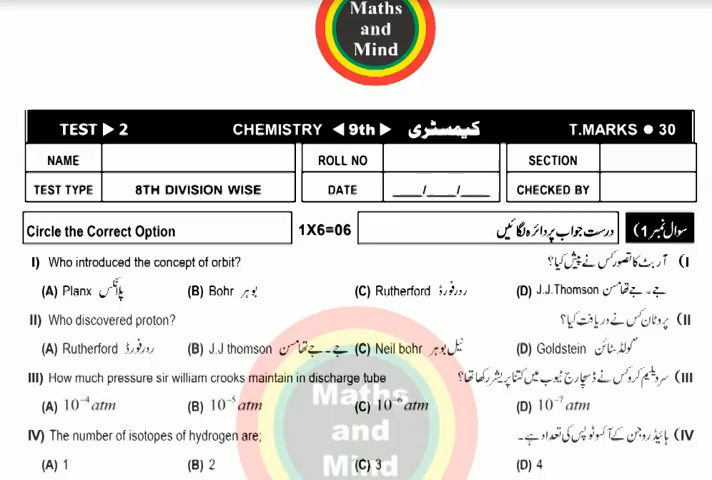 Maths
and
Mind
TEST ▶ 2 CHEMISTRY ◀ 9th ▶ کیمسٹری T.MARKS ● 30
NAME ROLL NO SECTION
TEST TYPE 8TH DIVISION WISE DATE ___/___/___ CHECKED BY
Circle the Correct Option 1X6=06 درست جواب پر دائرہ لگائیں سوال نمبر 1)
I) Who introduced the concept of orbit? آربٹ کا تصور کس نے پیش کیا؟ (I
(A) Planx پلانکس (B) Bohr بوہر (C) Rutherford ردرفورڈ (D) J.J.Thomson جے۔جے تھامسن
II) Who discovered proton? پروٹان کس نے دریافت کیا؟ (II
(A) Rutherford ردرفورڈ (B) J.J thomson جے۔جے تھامسن (C) Neil bohr نیل بوہر (D) Goldstein گولڈسٹائن
III) How much pressure sir william crooks maintain in discharge tube سر ولیم کروکس نے ڈسچارج ٹیوب میں کتنا پریشر رکھا تھا؟ (III
(A) 10⁻⁴ atm (B) 10⁻⁵ atm (C) 10⁻⁶ atm (D) 10⁻⁷ atm
IV) The number of isotopes of hydrogen are; ہائیڈروجن کے آئسوٹوپس کی تعداد ہے۔ (IV
(A) 1 (B) 2 (C) 3 (D) 4
Maths
and
Mind